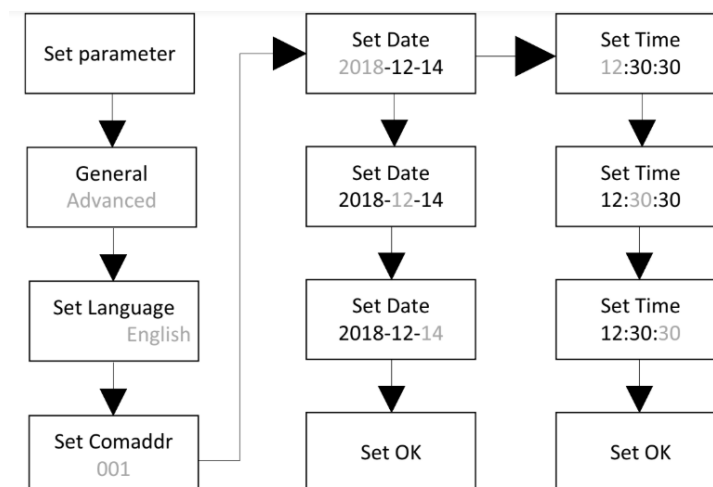 Set parameter
General
Advanced
Set Language
English
Set Comaddr
001
Set Date
2018-12-14
Set Date
2018-12-14
Set Date
2018-12-14
Set OK
Set Time
12:30:30
Set Time
12:30:30
Set Time
12:30:30
Set OK